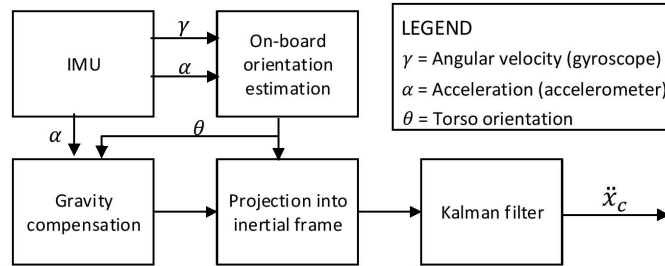 IMU
γ
α
On-board
orientation
estimation
LEGEND
γ = Angular velocity (gyroscope)
α = Acceleration (accelerometer)
θ = Torso orientation
α
θ
Gravity
compensation
Projection into
inertial frame
Kalman filter
ẍ_c